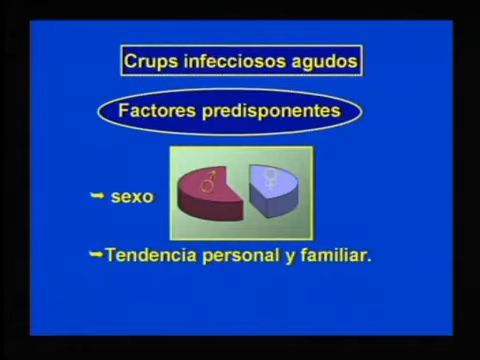 Crups infecciosos agudos
Factores predisponentes
♂ ♀
➥ sexo
➥Tendencia personal y familiar.